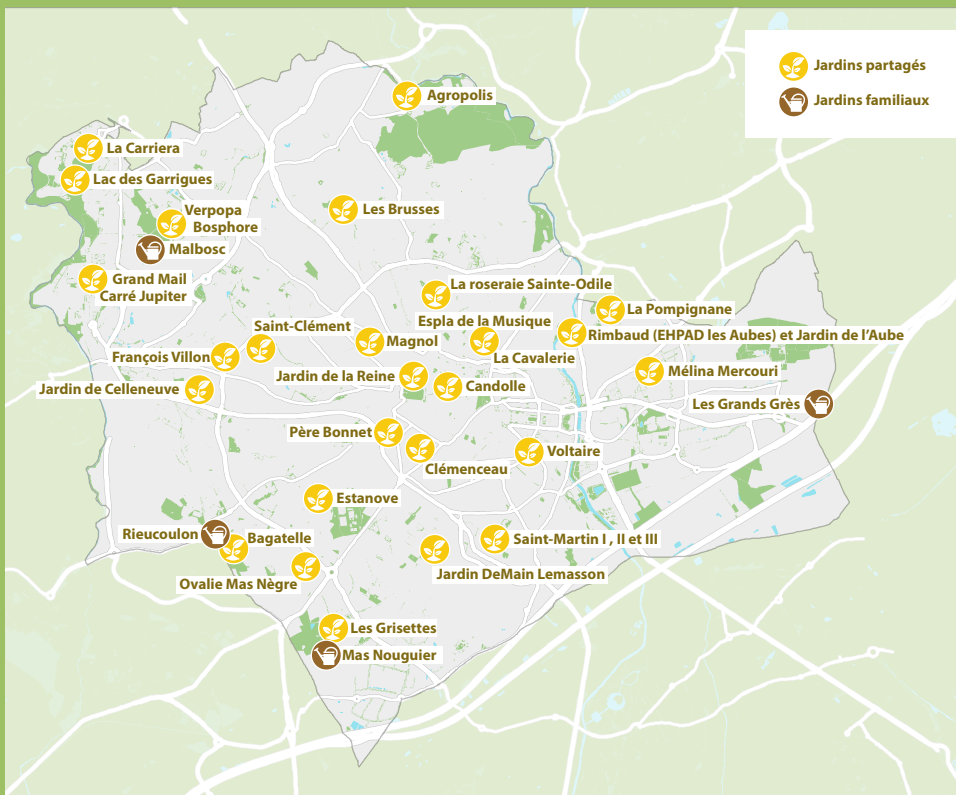 Jardins partagés
Jardins familiaux
Agropolis
La Carriera
Lac des Garrigues
Verpopa
Bosphore
Les Brusses
Malbosc
Grand Mail
Carré Jupiter
La roseraie Sainte-Odile
La Pompignane
Saint-Clément
Espla de la Musique
Magnol
Rimbaud (EHPAD les Aubes) et Jardin de l'Aube
François Villon
La Cavalerie
Jardin de la Reine
Mélina Mercouri
Jardin de Celleneuve
Candolle
Les Grands Grès
Père Bonnet
Clémenceau
Voltaire
Estanove
Rieucoulon
Bagatelle
Saint-Martin I , II et III
Ovalie Mas Nègre
Jardin DeMain Lemasson
Les Grisettes
Mas Nouguier